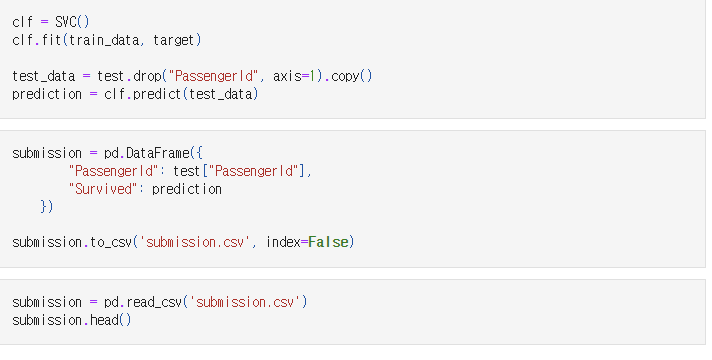 clf = SVC()
clf.fit(train_data, target)
test_data = test.drop("PassengerId", axis=1).copy()
prediction = clf.predict(test_data)
submission = pd.DataFrame({
"PassengerId": test["PassengerId"],
"Survived": prediction
})
submission.to_csv('submission.csv', index=False)
submission = pd.read_csv('submission.csv')
submission.head()